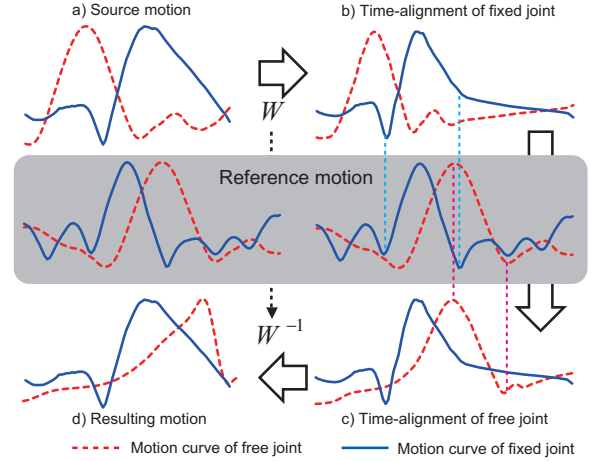 a) Source motion
b) Time-alignment of fixed joint
W
Reference motion
W⁻¹
d) Resulting motion
c) Time-alignment of free joint
Motion curve of free joint
Motion curve of fixed joint